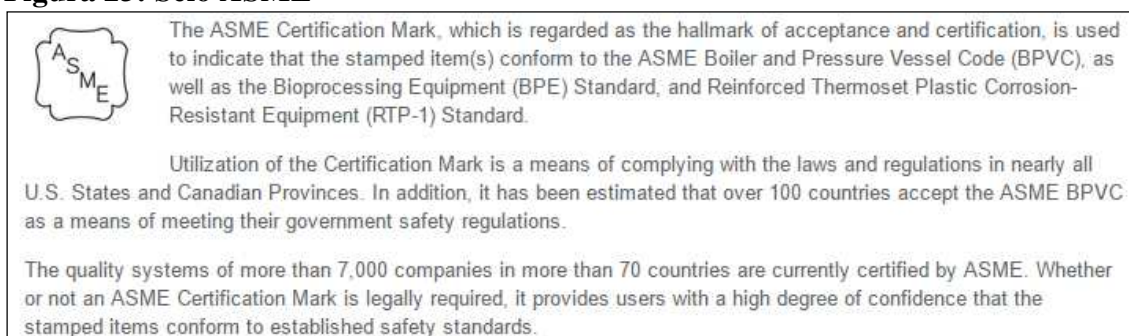 A
S
M
E
The ASME Certification Mark, which is regarded as the hallmark of acceptance and certification, is used
to indicate that the stamped item(s) conform to the ASME Boiler and Pressure Vessel Code (BPVC), as
well as the Bioprocessing Equipment (BPE) Standard, and Reinforced Thermoset Plastic Corrosion-
Resistant Equipment (RTP-1) Standard.
Utilization of the Certification Mark is a means of complying with the laws and regulations in nearly all
U.S. States and Canadian Provinces. In addition, it has been estimated that over 100 countries accept the ASME BPVC
as a means of meeting their government safety regulations.
The quality systems of more than 7,000 companies in more than 70 countries are currently certified by ASME. Whether
or not an ASME Certification Mark is legally required, it provides users with a high degree of confidence that the
stamped items conform to established safety standards.